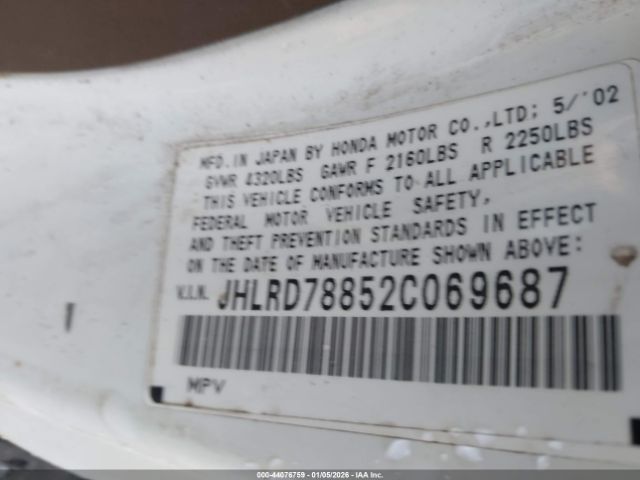 MFD. IN JAPAN BY HONDA MOTOR CO.,LTD; 5/'02
GVWR 4320LBS GAWR F 2160LBS R 2250LBS
THIS VEHICLE CONFORMS TO ALL APPLICABLE
FEDERAL MOTOR VEHICLE SAFETY,
AND THEFT PREVENTION STANDARDS IN EFFECT
ON THE DATE OF MANUFACTURE SHOWN ABOVE:
V.I.N. JHLRD78852C069687
MPV
000-44076759 | 01/05/2026 - IAA Inc.